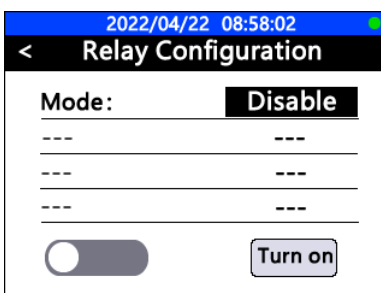 2022/04/22 08:58:02
< Relay Configuration
Mode: Disable
--- ---
--- ---
--- ---
Turn on